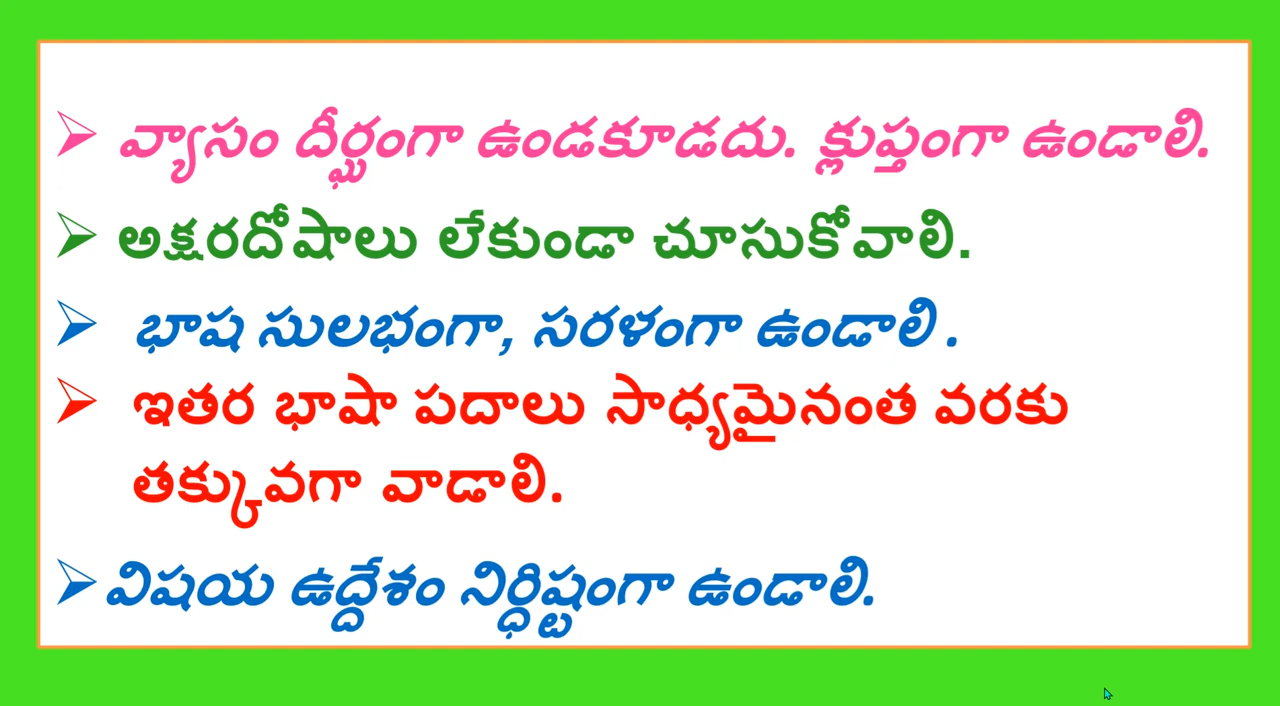 ➢ వ్యాసం దీర్ఘంగా ఉండకూడదు. క్లుప్తంగా ఉండాలి.
➢ అక్షరదోషాలు లేకుండా చూసుకోవాలి.
➢ భాష సులభంగా, సరళంగా ఉండాలి .
➢ ఇతర భాషా పదాలు సాధ్యమైనంత వరకు
తక్కువగా వాడాలి.
➢విషయ ఉద్దేశం నిర్ధిష్టంగా ఉండాలి.